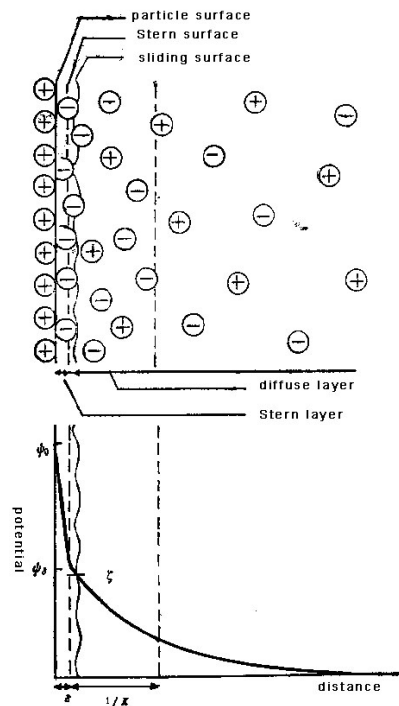 particle surface
Stern surface
sliding surface
diffuse layer
Stern layer
ψ₀
potential
ψδ
ζ
distance
1/χ